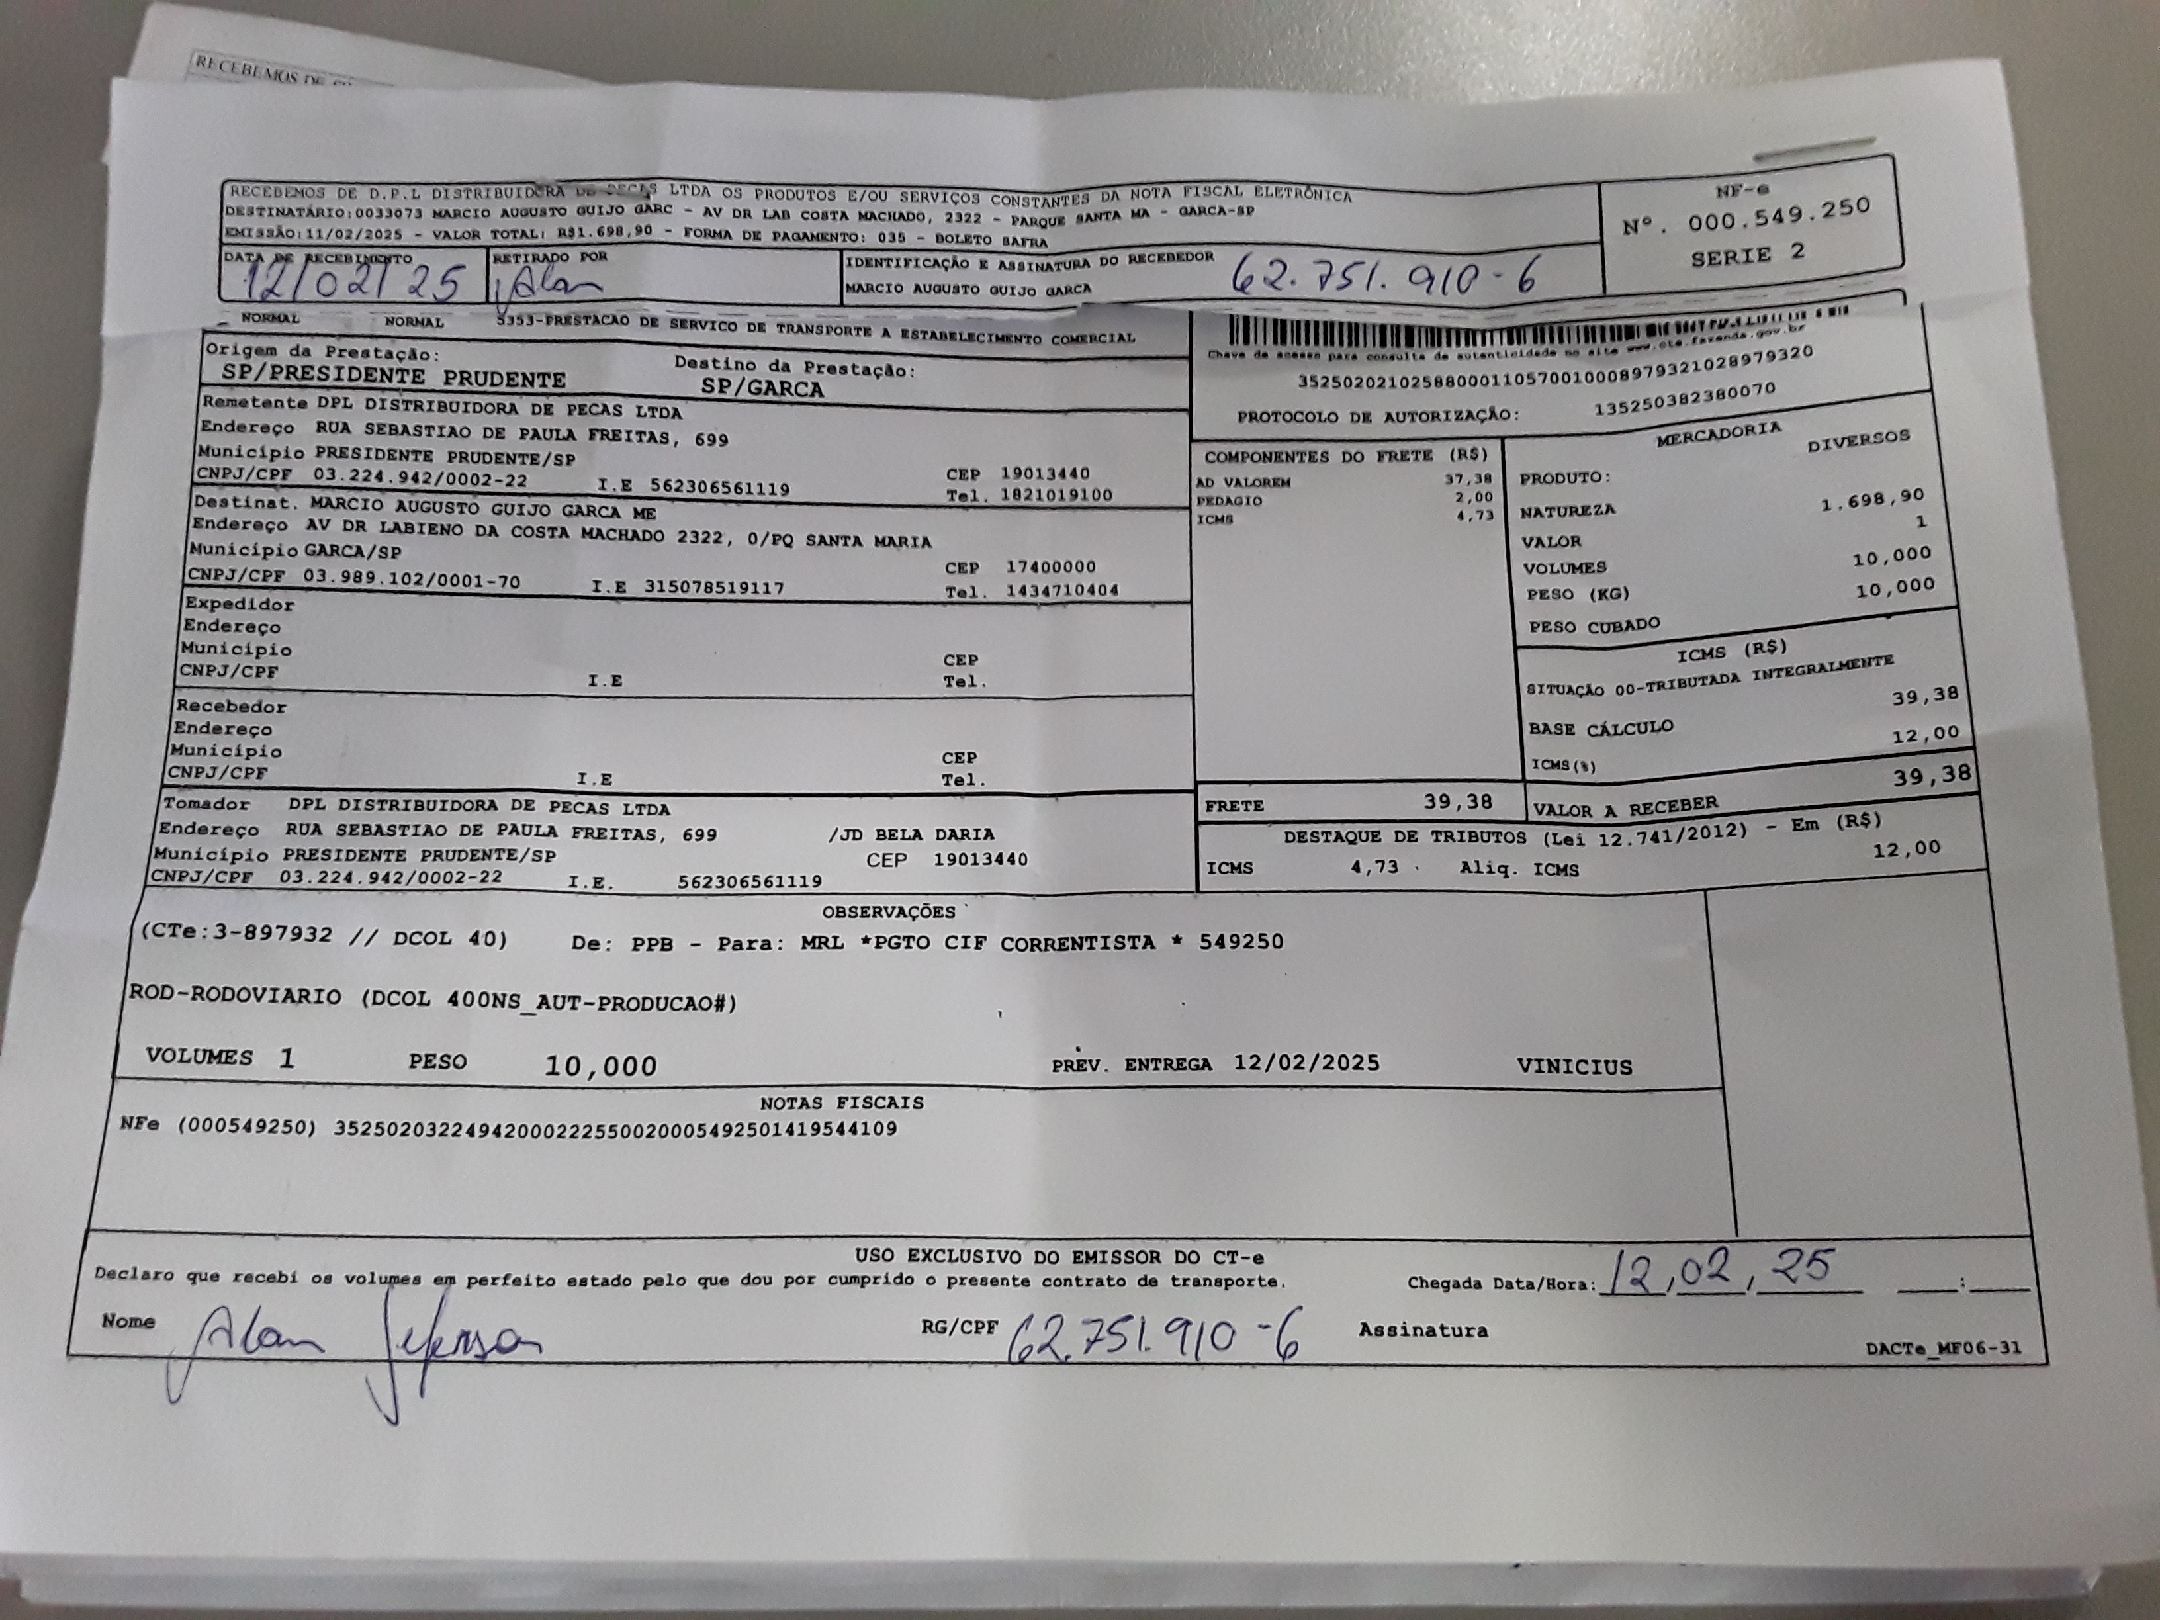 RECEBEMOS DE
RECEBEMOS DE D.P.L DISTRIBUIDORA DE PECAS LTDA OS PRODUTOS E/OU SERVIÇOS CONSTANTES DA NOTA FISCAL ELETRÔNICA
DESTINATÁRIO:0033073 MARCIO AUGUSTO GUIJO GARC - AV DR LAB COSTA MACHADO, 2322 - PARQUE SANTA MA - GARCA-SP
EMISSÃO:11/02/2025 - VALOR TOTAL: R$1.698,90 - FORMA DE PAGAMENTO: 035 - BOLETO SAFRA
NF-e
Nº. 000.549.250
SERIE 2
DATA DE RECEBIMENTO
12/02/25
RETIRADO POR
Alan
IDENTIFICAÇÃO E ASSINATURA DO RECEBEDOR
62.751.910-6
MARCIO AUGUSTO GUIJO GARCA
NORMAL NORMAL 5353-PRESTACAO DE SERVICO DE TRANSPORTE A ESTABELECIMENTO COMERCIAL
Chave de acesso para consulta de autenticidade no site www.cte.fazenda.gov.br
35250202102588000110570010008979321028979320
PROTOCOLO DE AUTORIZAÇÃO: 135250382380070
Origem da Prestação:
SP/PRESIDENTE PRUDENTE
Destino da Prestação:
SP/GARCA
Remetente DPL DISTRIBUIDORA DE PECAS LTDA
Endereço RUA SEBASTIAO DE PAULA FREITAS, 699
Município PRESIDENTE PRUDENTE/SP CEP 19013440
CNPJ/CPF 03.224.942/0002-22 I.E 562306561119 Tel. 1821019100
Destinat. MARCIO AUGUSTO GUIJO GARCA ME
Endereço AV DR LABIENO DA COSTA MACHADO 2322, 0/PQ SANTA MARIA
Município GARCA/SP CEP 17400000
CNPJ/CPF 03.989.102/0001-70 I.E 315078519117 Tel. 1434710404
Expedidor
Endereço
Município CEP
CNPJ/CPF I.E Tel.
Recebedor
Endereço
Município CEP
CNPJ/CPF I.E Tel.
Tomador DPL DISTRIBUIDORA DE PECAS LTDA
Endereço RUA SEBASTIAO DE PAULA FREITAS, 699 /JD BELA DARIA
Município PRESIDENTE PRUDENTE/SP CEP 19013440
CNPJ/CPF 03.224.942/0002-22 I.E. 562306561119
COMPONENTES DO FRETE (R$)
AD VALOREM 37,38
PEDAGIO 2,00
ICMS 4,73
MERCADORIA
PRODUTO: DIVERSOS
NATUREZA
VALOR 1.698,90
VOLUMES 1
PESO (KG) 10,000
PESO CUBADO 10,000
ICMS (R$)
SITUAÇÃO 00-TRIBUTADA INTEGRALMENTE
BASE CÁLCULO 39,38
ICMS(%) 12,00
FRETE 39,38
VALOR A RECEBER 39,38
DESTAQUE DE TRIBUTOS (Lei 12.741/2012) - Em (R$)
ICMS 4,73 Aliq. ICMS 12,00
OBSERVAÇÕES
(CTe:3-897932 // DCOL 40) De: PPB - Para: MRL *PGTO CIF CORRENTISTA * 549250
ROD-RODOVIARIO (DCOL 400NS_AUT-PRODUCAO#)
VOLUMES 1 PESO 10,000 PREV. ENTREGA 12/02/2025 VINICIUS
NOTAS FISCAIS
NFe (000549250) 35250203224942000222550020005492501419544109
USO EXCLUSIVO DO EMISSOR DO CT-e
Declaro que recebi os volumes em perfeito estado pelo que dou por cumprido o presente contrato de transporte. Chegada Data/Hora: 12,02,25 :
Nome Alan Jeferson RG/CPF 62.751.910-6 Assinatura
DACTe_MF06-31